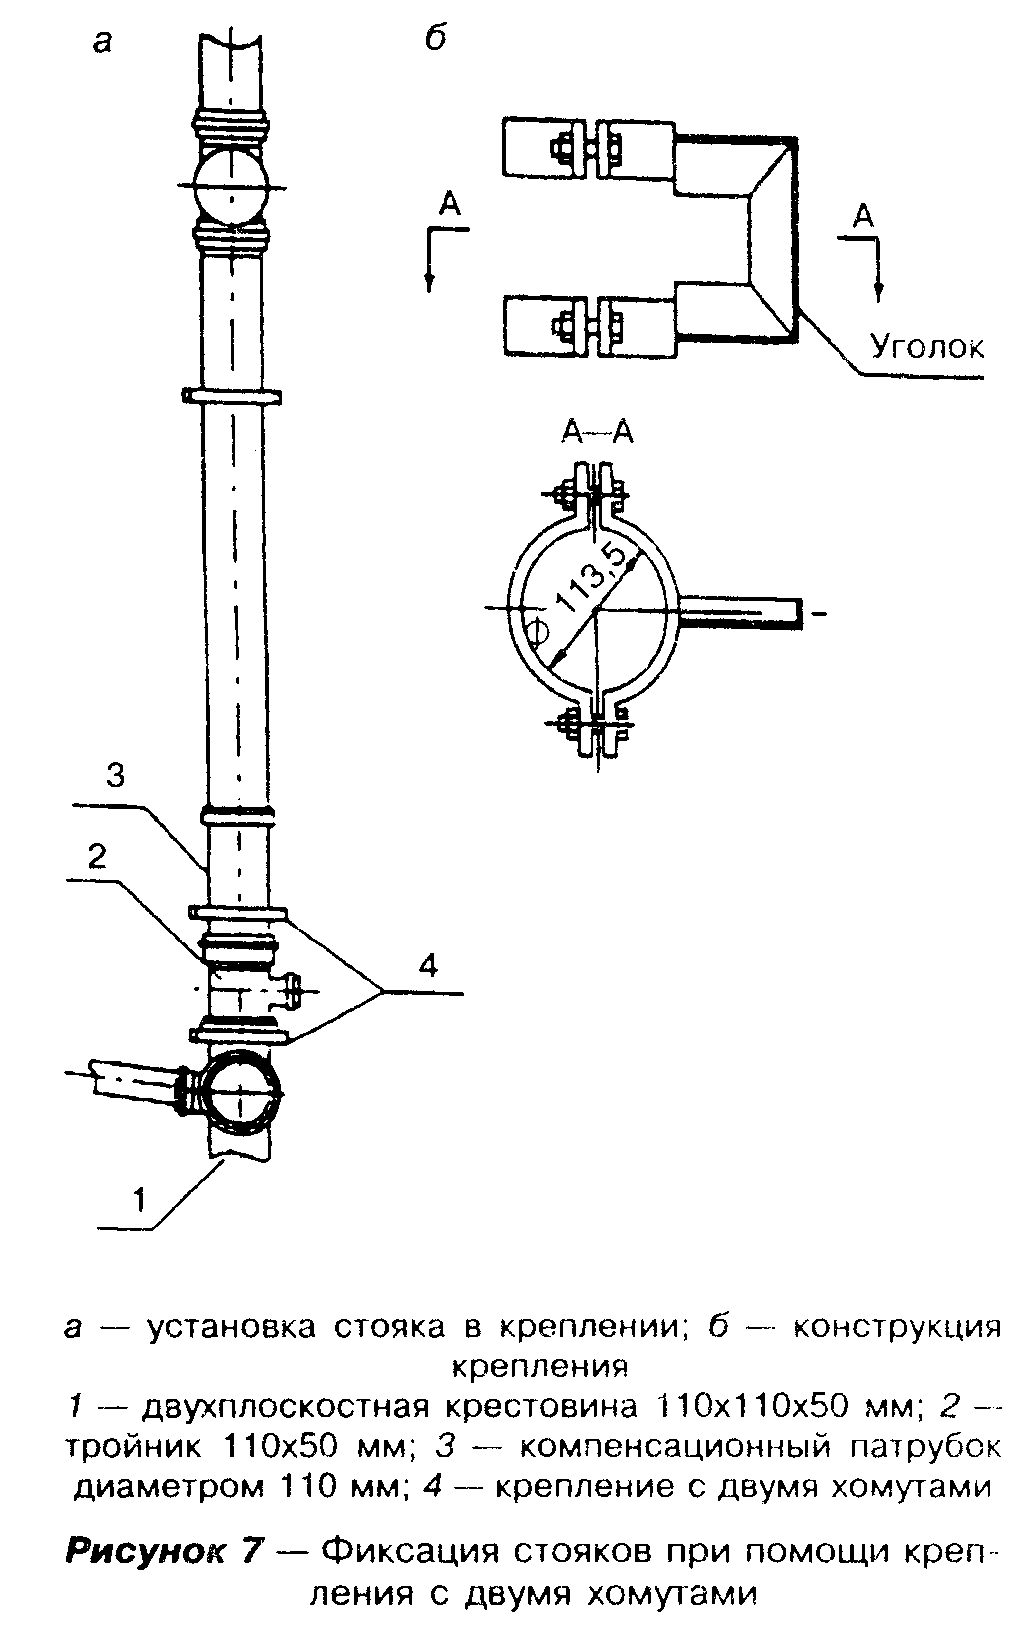 а
б
А
А
Уголок
А—А
⌀ 113,5
3
2
4
1
а — установка стояка в креплении; б — конструкция
крепления
1 — двухплоскостная крестовина 110х110х50 мм; 2 —
тройник 110х50 мм; 3 — компенсационный патрубок
диаметром 110 мм; 4 — крепление с двумя хомутами
Рисунок 7 — Фиксация стояков при помощи креп-
ления с двумя хомутами